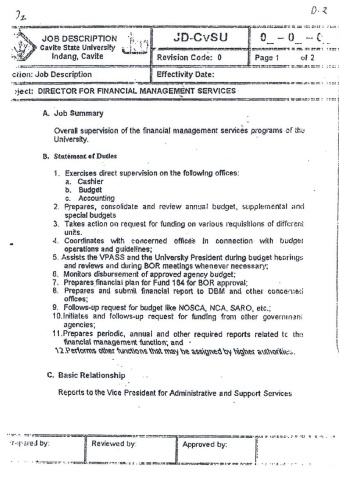 D-2
JOB DESCRIPTION
Cavite State University
Indang, Cavite
JD-CvSU
0 - 0 -
Revision Code: 0
Page 1 of 2
ction: Job Description
Effectivity Date:
ject: DIRECTOR FOR FINANCIAL MANAGEMENT SERVICES
A. Job Summary
Overall supervision of the financial management services programs of the
University.
B. Statement of Duties
1. Exercises direct supervision on the following offices:
a. Cashier
b. Budget
c. Accounting
2. Prepares, consolidate and review annual budget, supplemental and
special budgets
3. Takes action on request for funding on various requisitions of different
units.
4. Coordinates with concerned offices in connection with budget
operations and guidelines;
5. Assists the VPASS and the University President during budget hearings
and reviews and during BOR meetings whenever necessary;
6. Monitors disbursement of approved agency budget;
7. Prepares financial plan for Fund 164 for BOR approval;
8. Prepares and submit financial report to DBM and other concerned
offices;
9. Follows-up request for budget like NOSCA, NCA, SARO, etc.;
10.Initiates and follows-up request for funding from other government
agencies;
11.Prepares periodic, annual and other required reports related to the
financial management function; and
12.Performs other functions that may be assigned by higher authorities.
C. Basic Relationship
Reports to the Vice President for Administrative and Support Services
repared by:
Reviewed by:
Approved by: